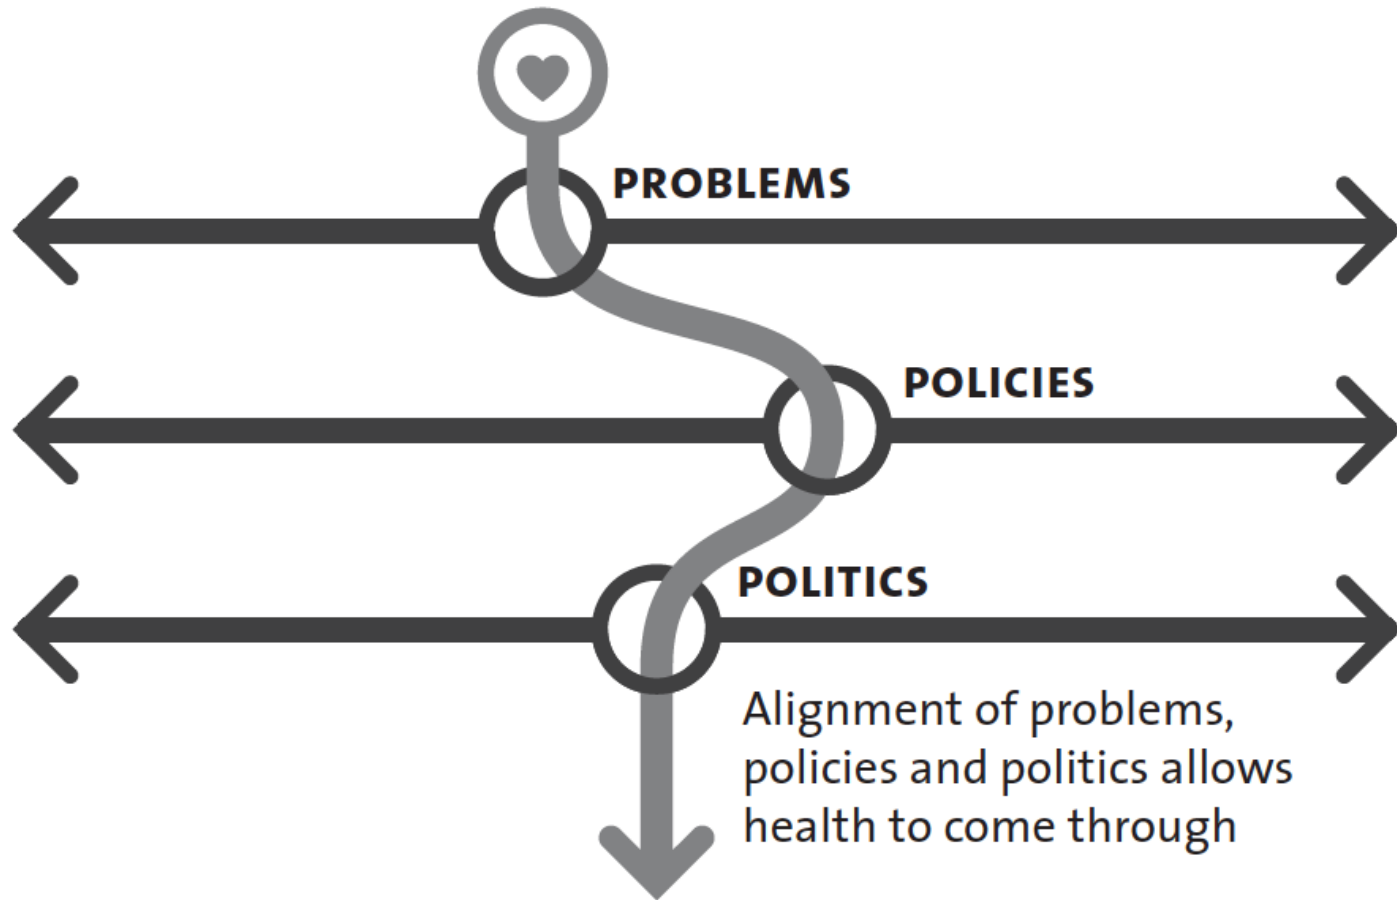 PROBLEMS
POLICIES
POLITICS
Alignment of problems,
policies and politics allows
health to come through